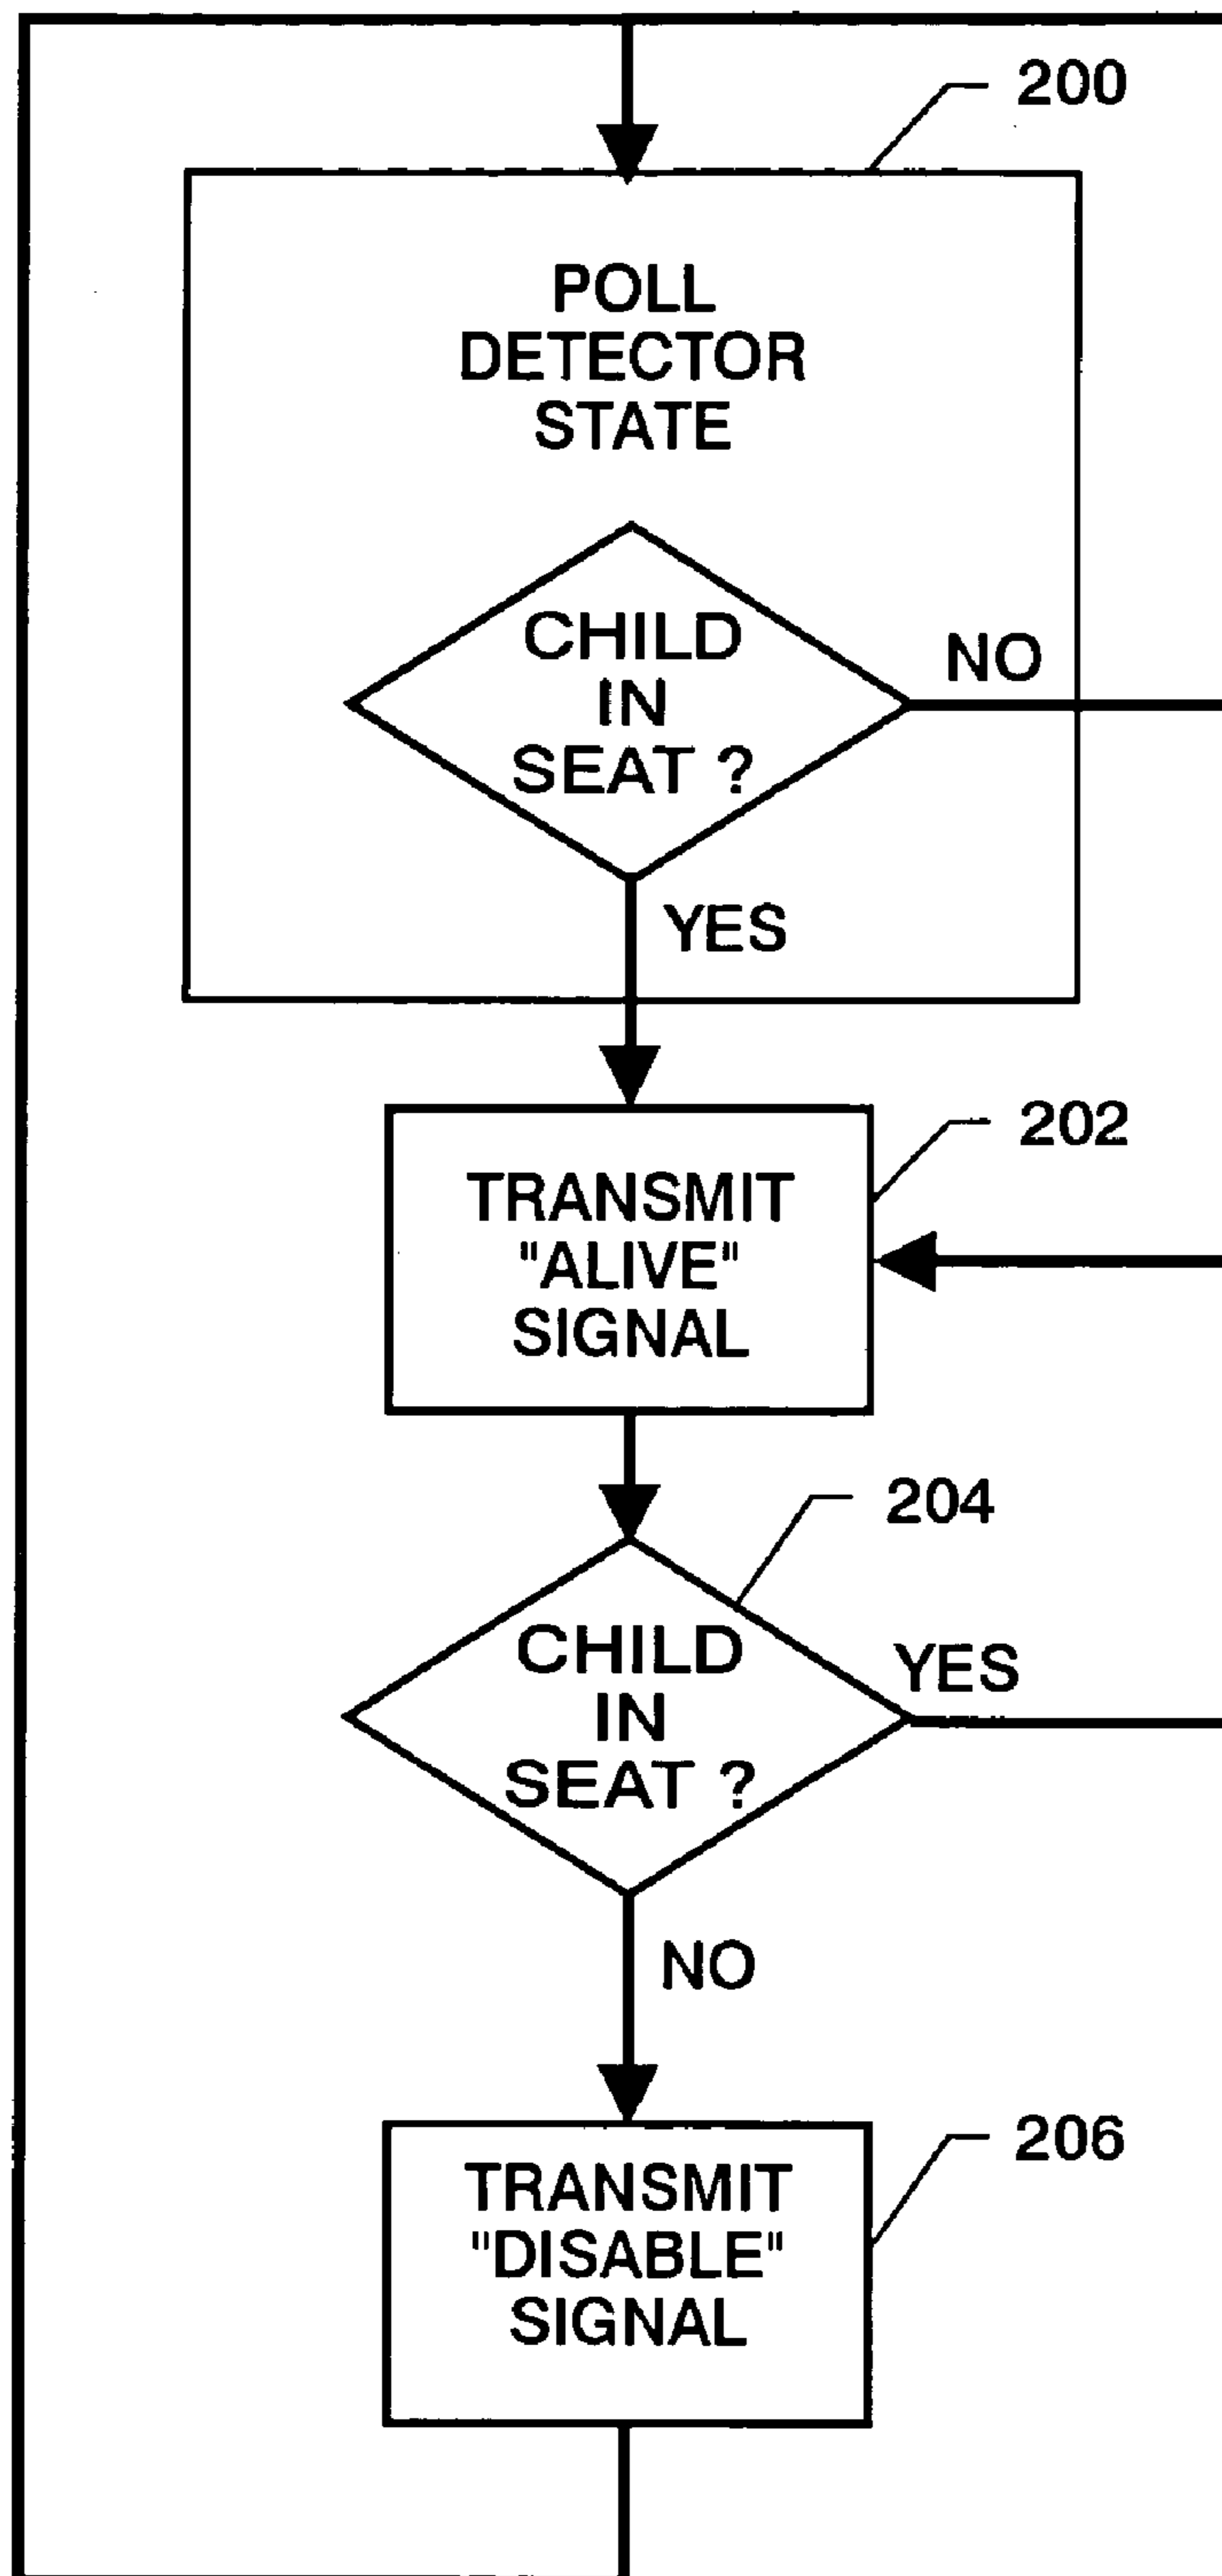 200
POLL
DETECTOR
STATE
CHILD
IN
SEAT ?
NO
YES
202
TRANSMIT
"ALIVE"
SIGNAL
204
CHILD
IN
SEAT ?
YES
NO
206
TRANSMIT
"DISABLE"
SIGNAL